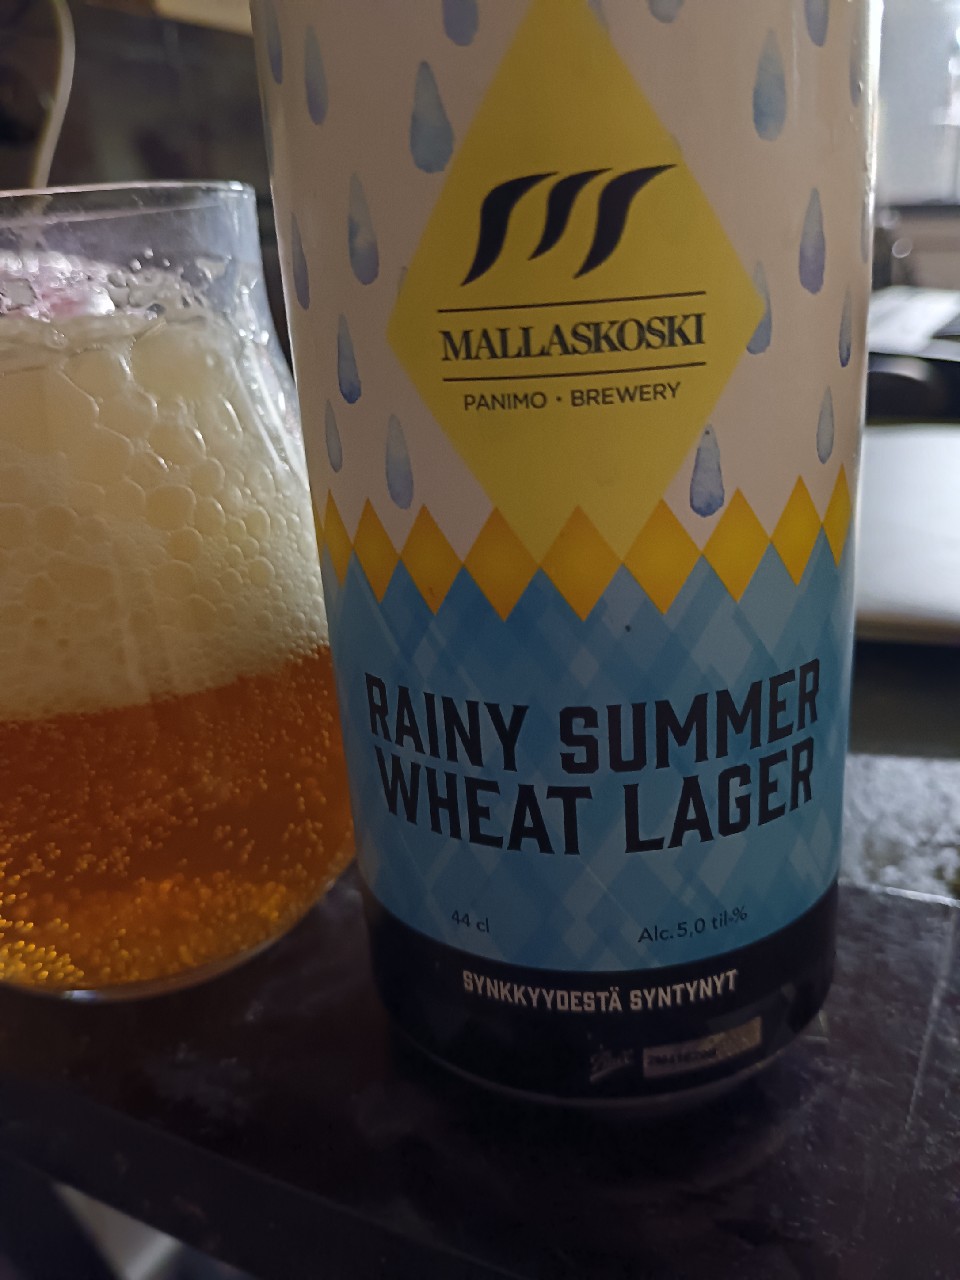 MALLASKOSKI
PANIMO • BREWERY
RAINY SUMMER
WHEAT LAGER
44 cl
Alc. 5,0 til-%
SYNKKYYDESTÄ SYNTYNYT